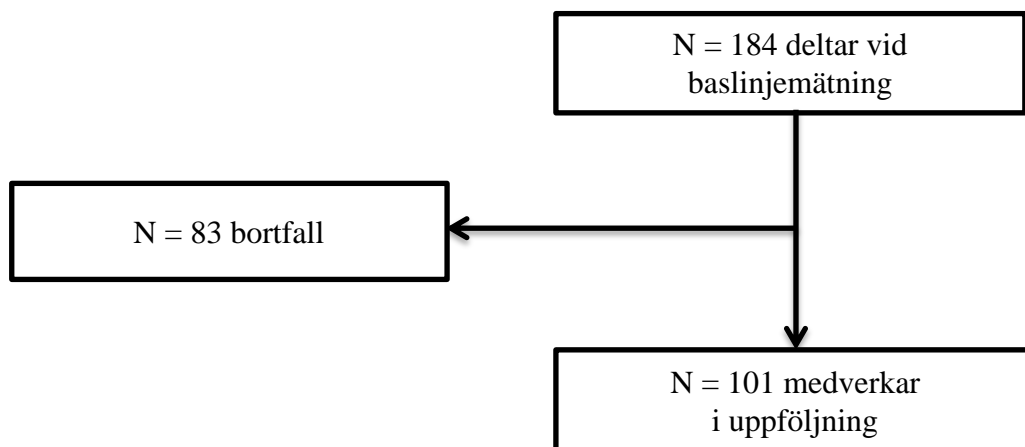 N = 184 deltar vid
baslinjemätning
N = 83 bortfall
N = 101 medverkar
i uppföljning